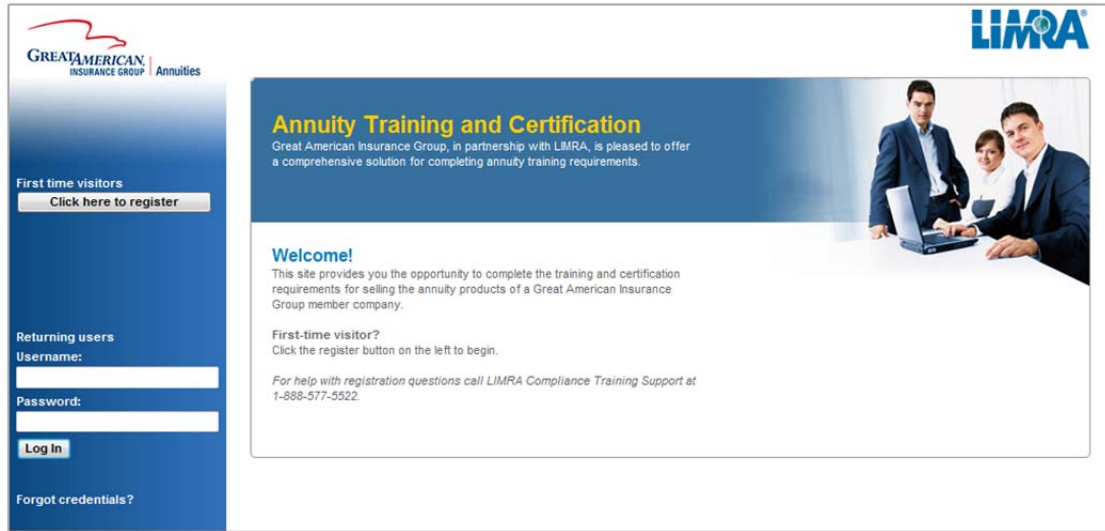 GREATAMERICAN.
INSURANCE GROUP
Annuities
LIMRA®
First time visitors
Click here to register
Returning users
Username:
Password:
Log In
Forgot credentials?
Annuity Training and Certification
Great American Insurance Group, in partnership with LIMRA, is pleased to offer
a comprehensive solution for completing annuity training requirements.
Welcome!
This site provides you the opportunity to complete the training and certification
requirements for selling the annuity products of a Great American Insurance
Group member company.
First-time visitor?
Click the register button on the left to begin.
For help with registration questions call LIMRA Compliance Training Support at
1-888-577-5522.